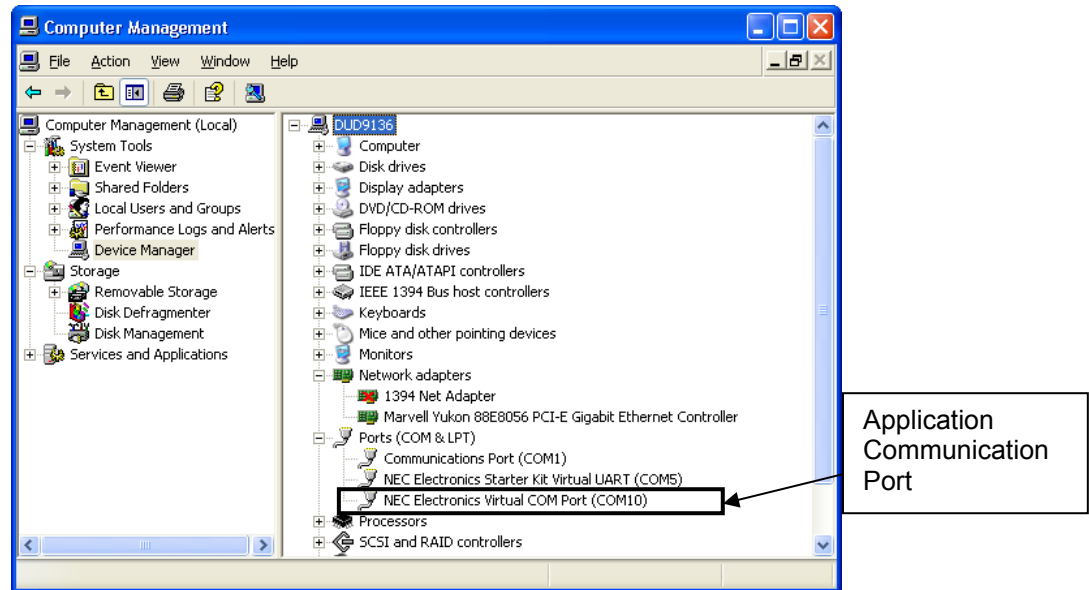 Computer Management
File Action View Window Help
Computer Management (Local)
System Tools
Event Viewer
Shared Folders
Local Users and Groups
Performance Logs and Alerts
Device Manager
Storage
Removable Storage
Disk Defragmenter
Disk Management
Services and Applications
DUD9136
Computer
Disk drives
Display adapters
DVD/CD-ROM drives
Floppy disk controllers
Floppy disk drives
IDE ATA/ATAPI controllers
IEEE 1394 Bus host controllers
Keyboards
Mice and other pointing devices
Monitors
Network adapters
1394 Net Adapter
Marvell Yukon 88E8056 PCI-E Gigabit Ethernet Controller
Ports (COM & LPT)
Communications Port (COM1)
NEC Electronics Starter Kit Virtual UART (COM5)
NEC Electronics Virtual COM Port (COM10)
Processors
SCSI and RAID controllers
Application
Communication
Port